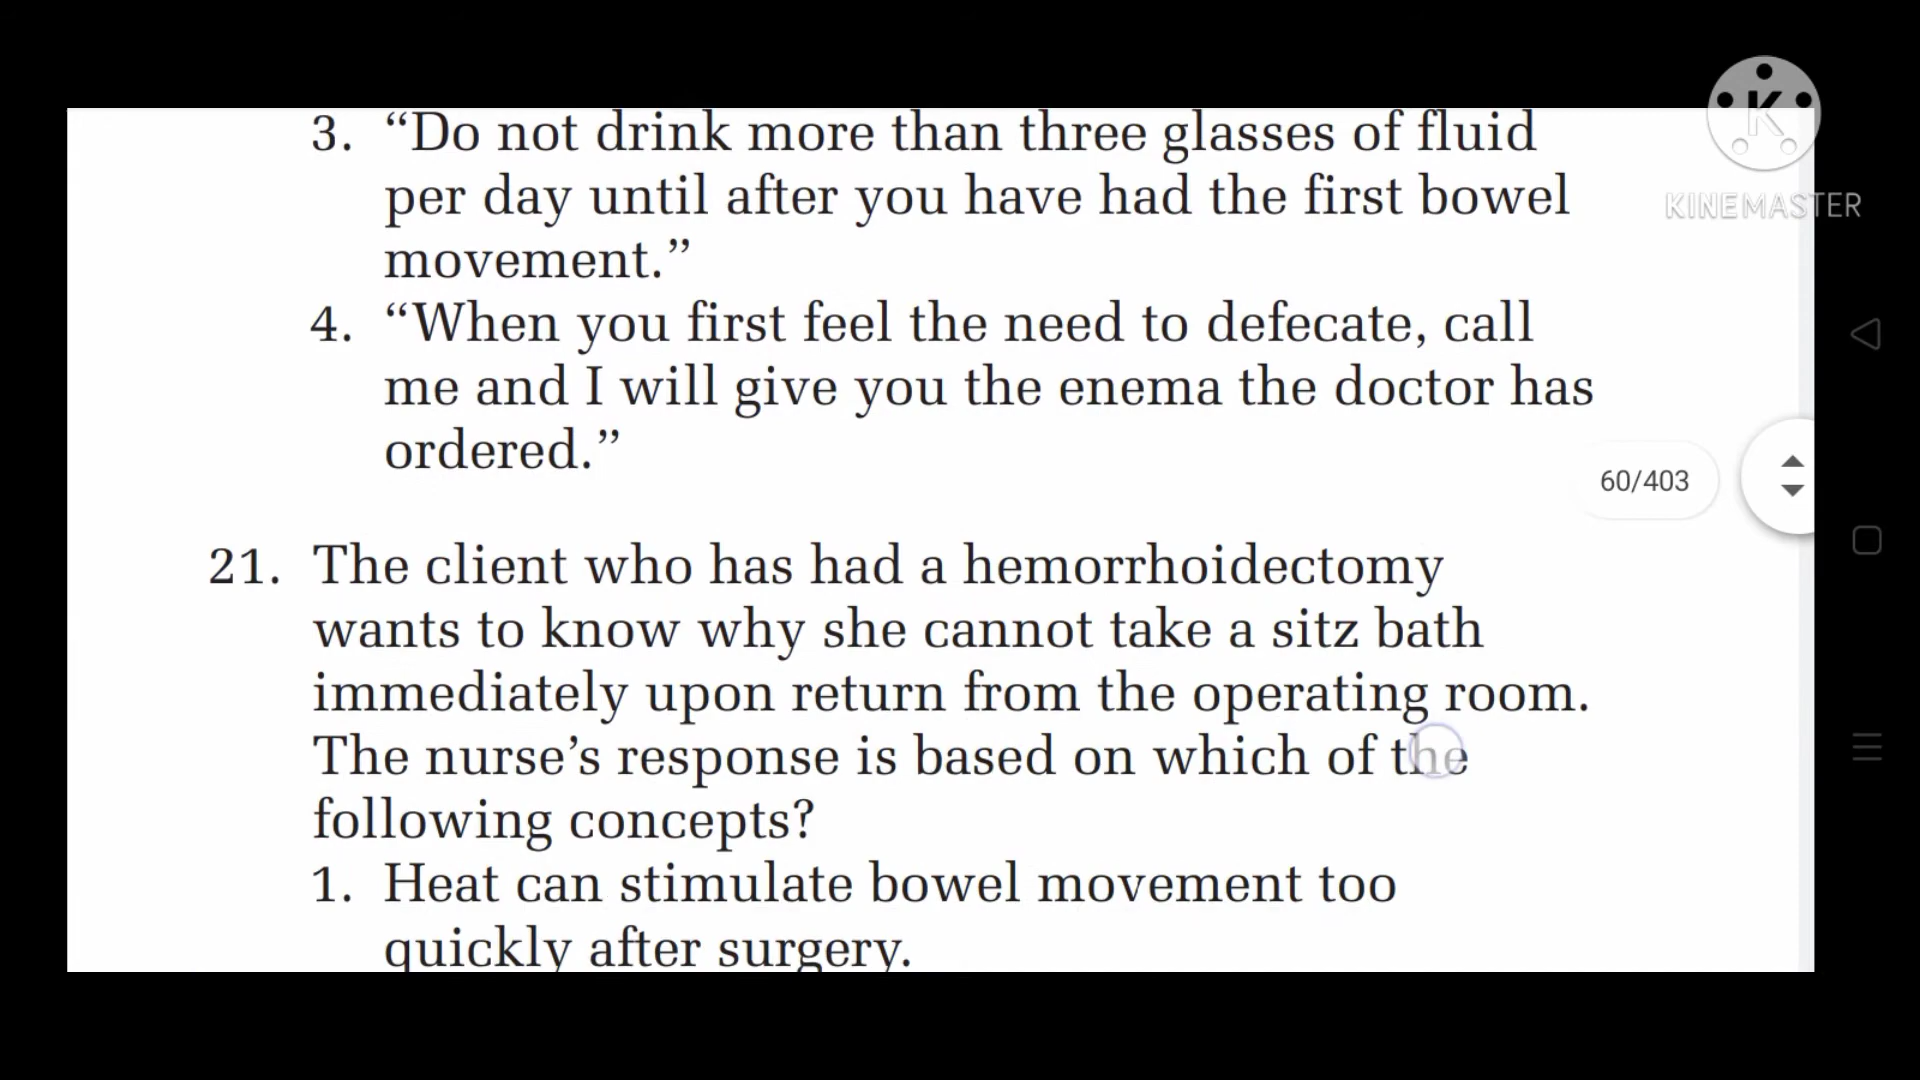 3. “Do not drink more than three glasses of fluid
per day until after you have had the first bowel
movement.”
4. “When you first feel the need to defecate, call
me and I will give you the enema the doctor has
ordered.”
21. The client who has had a hemorrhoidectomy
wants to know why she cannot take a sitz bath
immediately upon return from the operating room.
The nurse’s response is based on which of the
following concepts?
1. Heat can stimulate bowel movement too
quickly after surgery.
60/403
K
KINEMASTER